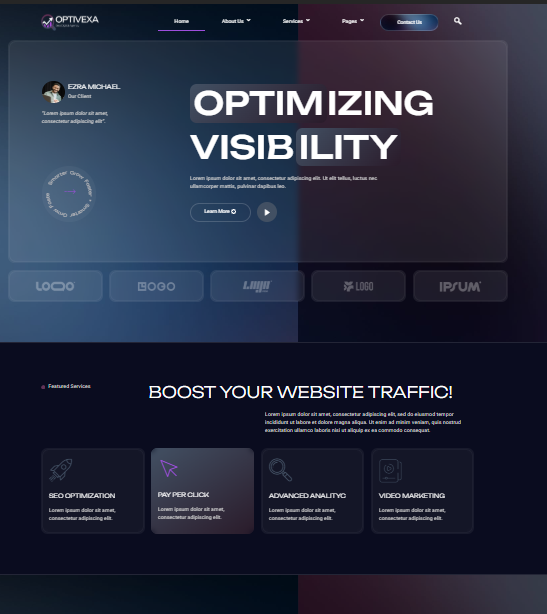 OPTIVEXA
Home
About Us
Services
Pages
Contact Us
EZRA MICHAEL
Our Client
"Lorem ipsum dolor sit amet,
consectetur adipiscing elit".
Smarter Grow Faster • Smarter Grow Faster
OPTIMIZING
VISIBILITY
Lorem ipsum dolor sit amet, consectetur adipiscing elit. Ut elit tellus, luctus nec
ullamcorper mattis, pulvinar dapibus leo.
Learn More
LOGO
LOGO
LOGO
IPSUM
Featured Services
BOOST YOUR WEBSITE TRAFFIC!
Lorem ipsum dolor sit amet, consectetur adipiscing elit, sed do eiusmod tempor
incididunt ut labore et dolore magna aliqua. Ut enim ad minim veniam, quis nostrud
exercitation ullamco laboris nisi ut aliquip ex ea commodo consequat.
SEO OPTIMIZATION
Lorem ipsum dolor sit amet,
consectetur adipiscing elit.
PAY PER CLICK
Lorem ipsum dolor sit amet,
consectetur adipiscing elit.
ADVANCED ANALITYC
Lorem ipsum dolor sit amet,
consectetur adipiscing elit.
VIDEO MARKETING
Lorem ipsum dolor sit amet,
consectetur adipiscing elit.